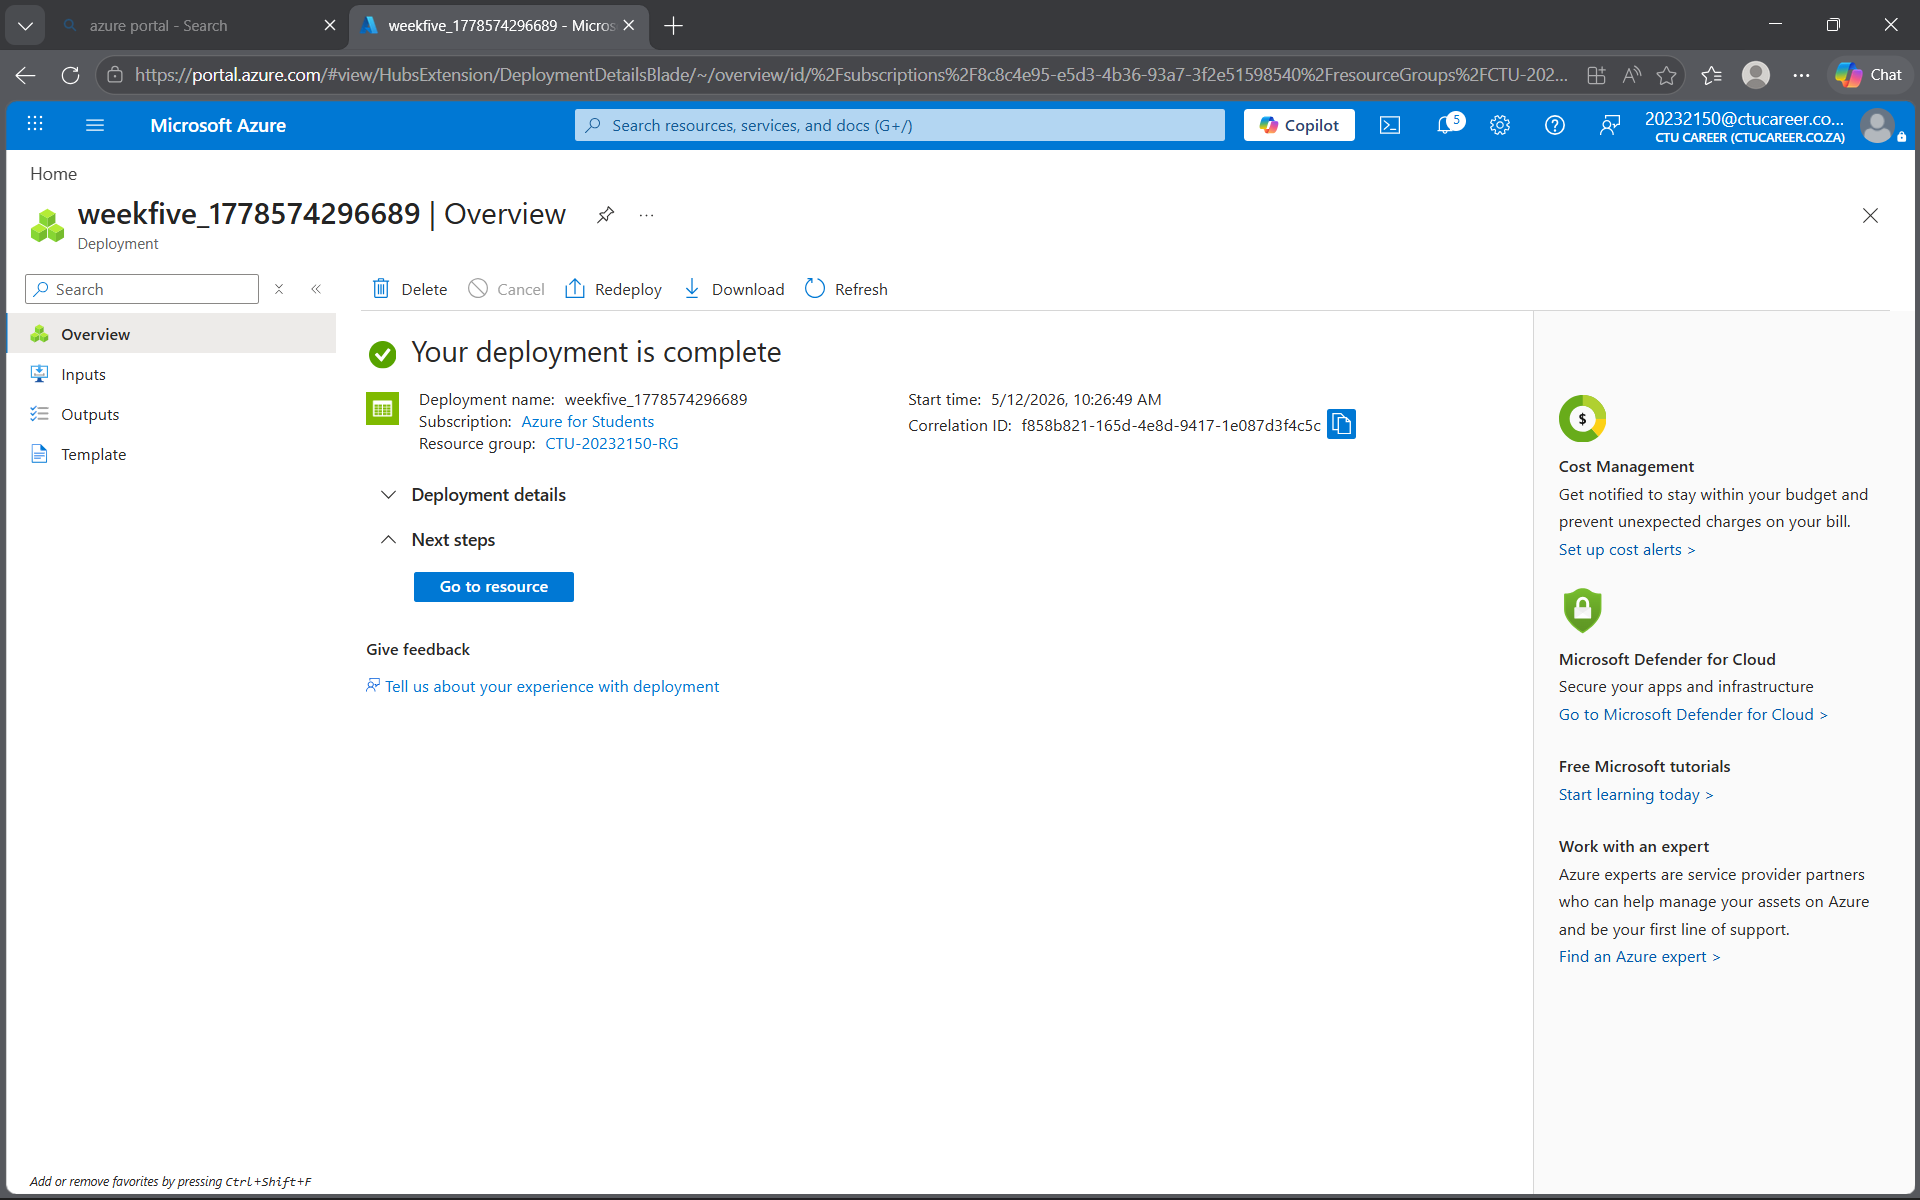 azure portal - Search
weekfive_1778574296689 - Micros
https://portal.azure.com/#view/HubsExtension/DeploymentDetailsBlade/~/overview/id/%2Fsubscriptions%2F8c8c4e95-e5d3-4b36-93a7-3f2e51598540%2FresourceGroups%2FCTU-202...
Chat
Microsoft Azure
Search resources, services, and docs (G+/)
Copilot
5
20232150@ctucareer.co...
CTU CAREER (CTUCAREER.CO.ZA)
Home
weekfive_1778574296689 | Overview
Deployment
Search
Delete
Cancel
Redeploy
Download
Refresh
Overview
Inputs
Outputs
Template
Your deployment is complete
Deployment name: weekfive_1778574296689
Subscription: Azure for Students
Resource group: CTU-20232150-RG
Start time: 5/12/2026, 10:26:49 AM
Correlation ID: f858b821-165d-4e8d-9417-1e087d3f4c5c
Deployment details
Next steps
Go to resource
Give feedback
Tell us about your experience with deployment
$
Cost Management
Get notified to stay within your budget and
prevent unexpected charges on your bill.
Set up cost alerts >
Microsoft Defender for Cloud
Secure your apps and infrastructure
Go to Microsoft Defender for Cloud >
Free Microsoft tutorials
Start learning today >
Work with an expert
Azure experts are service provider partners
who can help manage your assets on Azure
and be your first line of support.
Find an Azure expert >
Add or remove favorites by pressing Ctrl+Shift+F